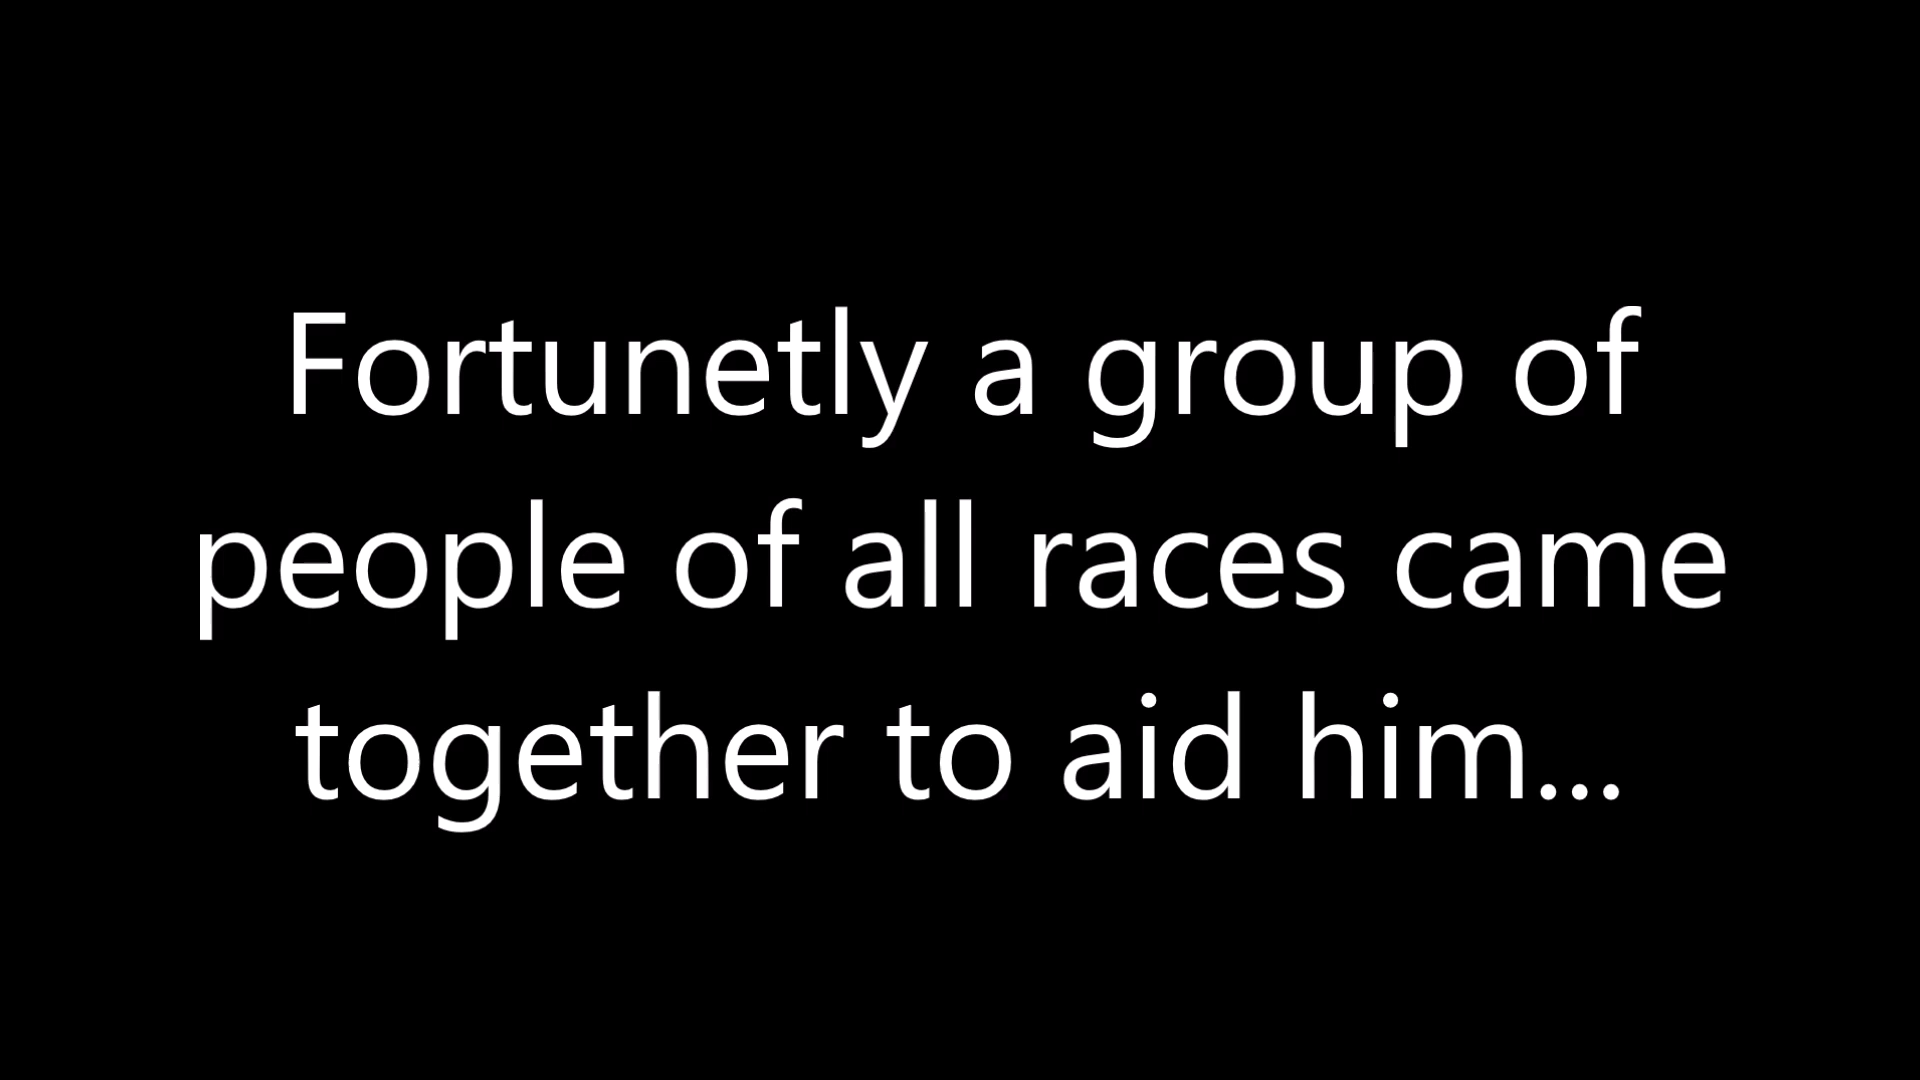 Fortunetly a group of
people of all races came
together to aid him...